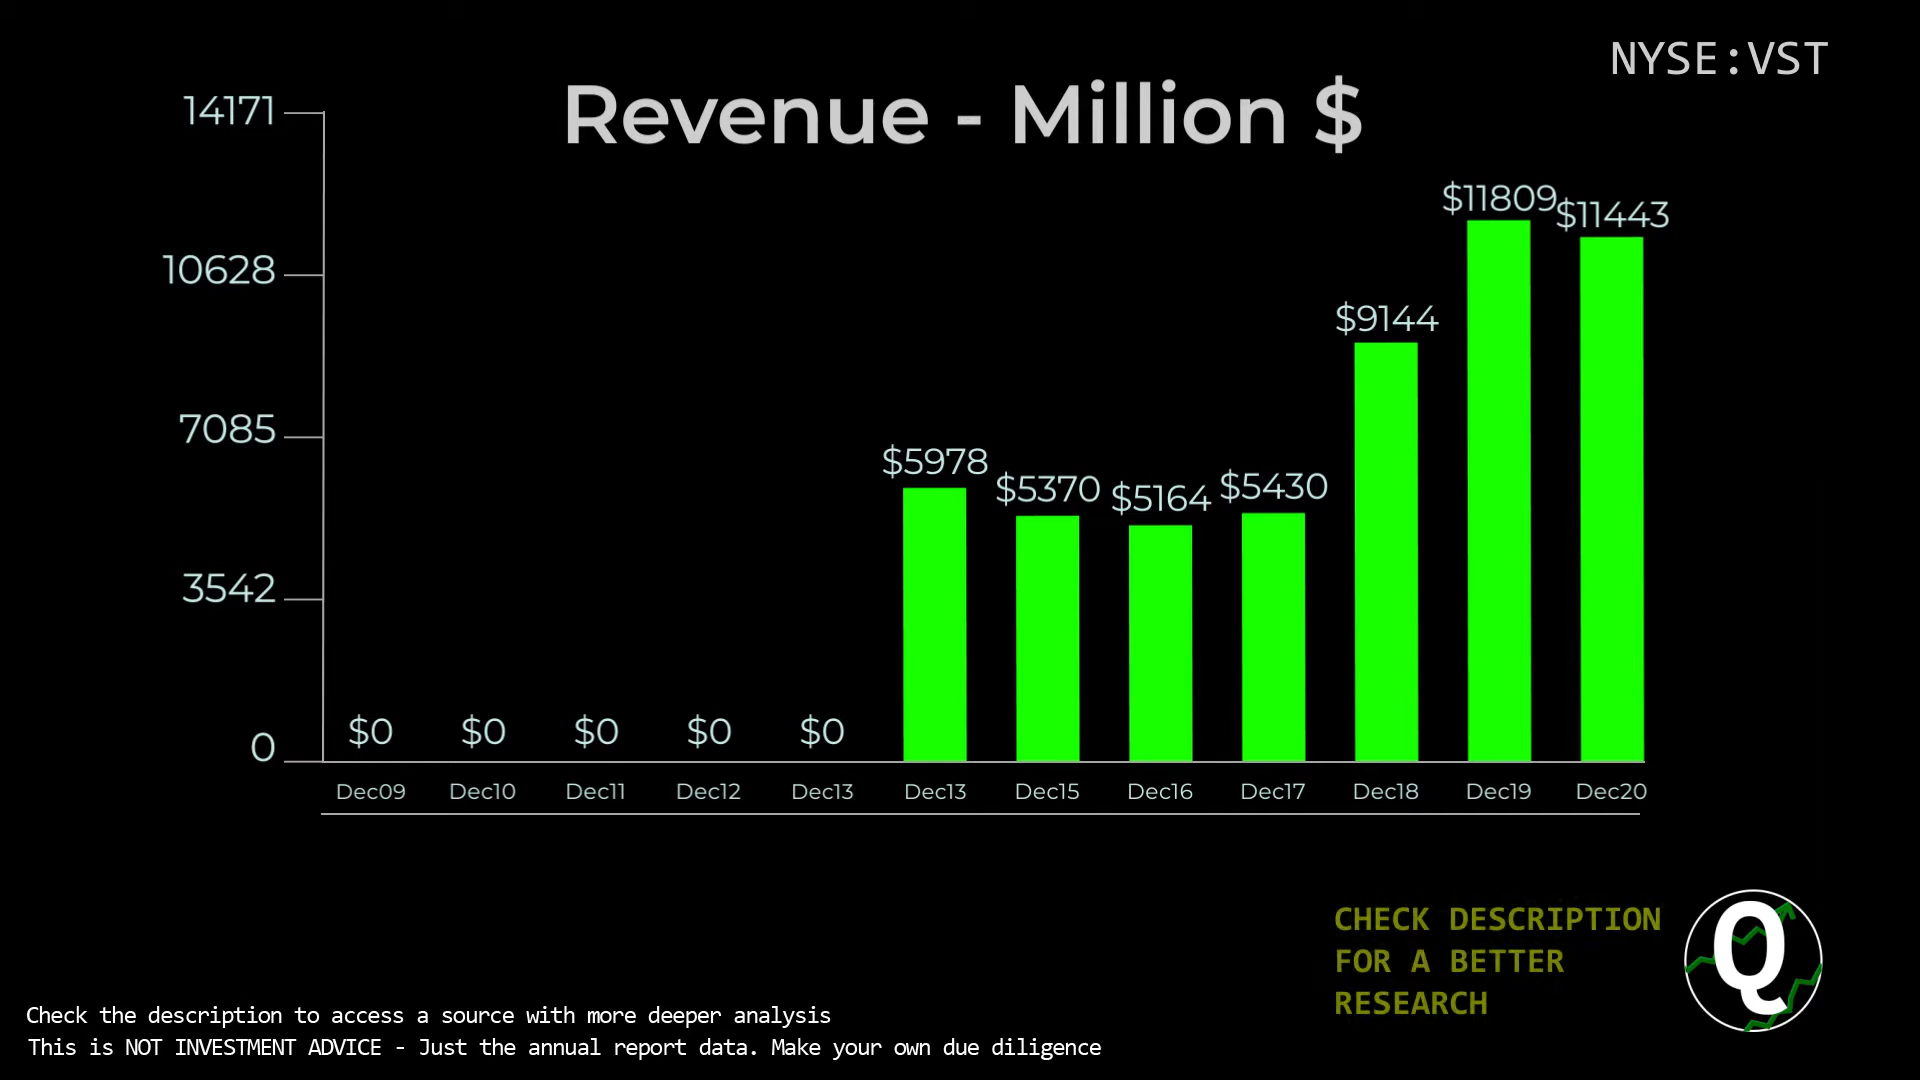 NYSE:VST
Revenue - Million $
14171
10628
7085
3542
0
$0 $0 $0 $0 $0 $5978 $5370 $5164 $5430 $9144 $11809 $11443
Dec09 Dec10 Dec11 Dec12 Dec13 Dec13 Dec15 Dec16 Dec17 Dec18 Dec19 Dec20
CHECK DESCRIPTION
FOR A BETTER
RESEARCH
Q
Check the description to access a source with more deeper analysis
This is NOT INVESTMENT ADVICE - Just the annual report data. Make your own due diligence